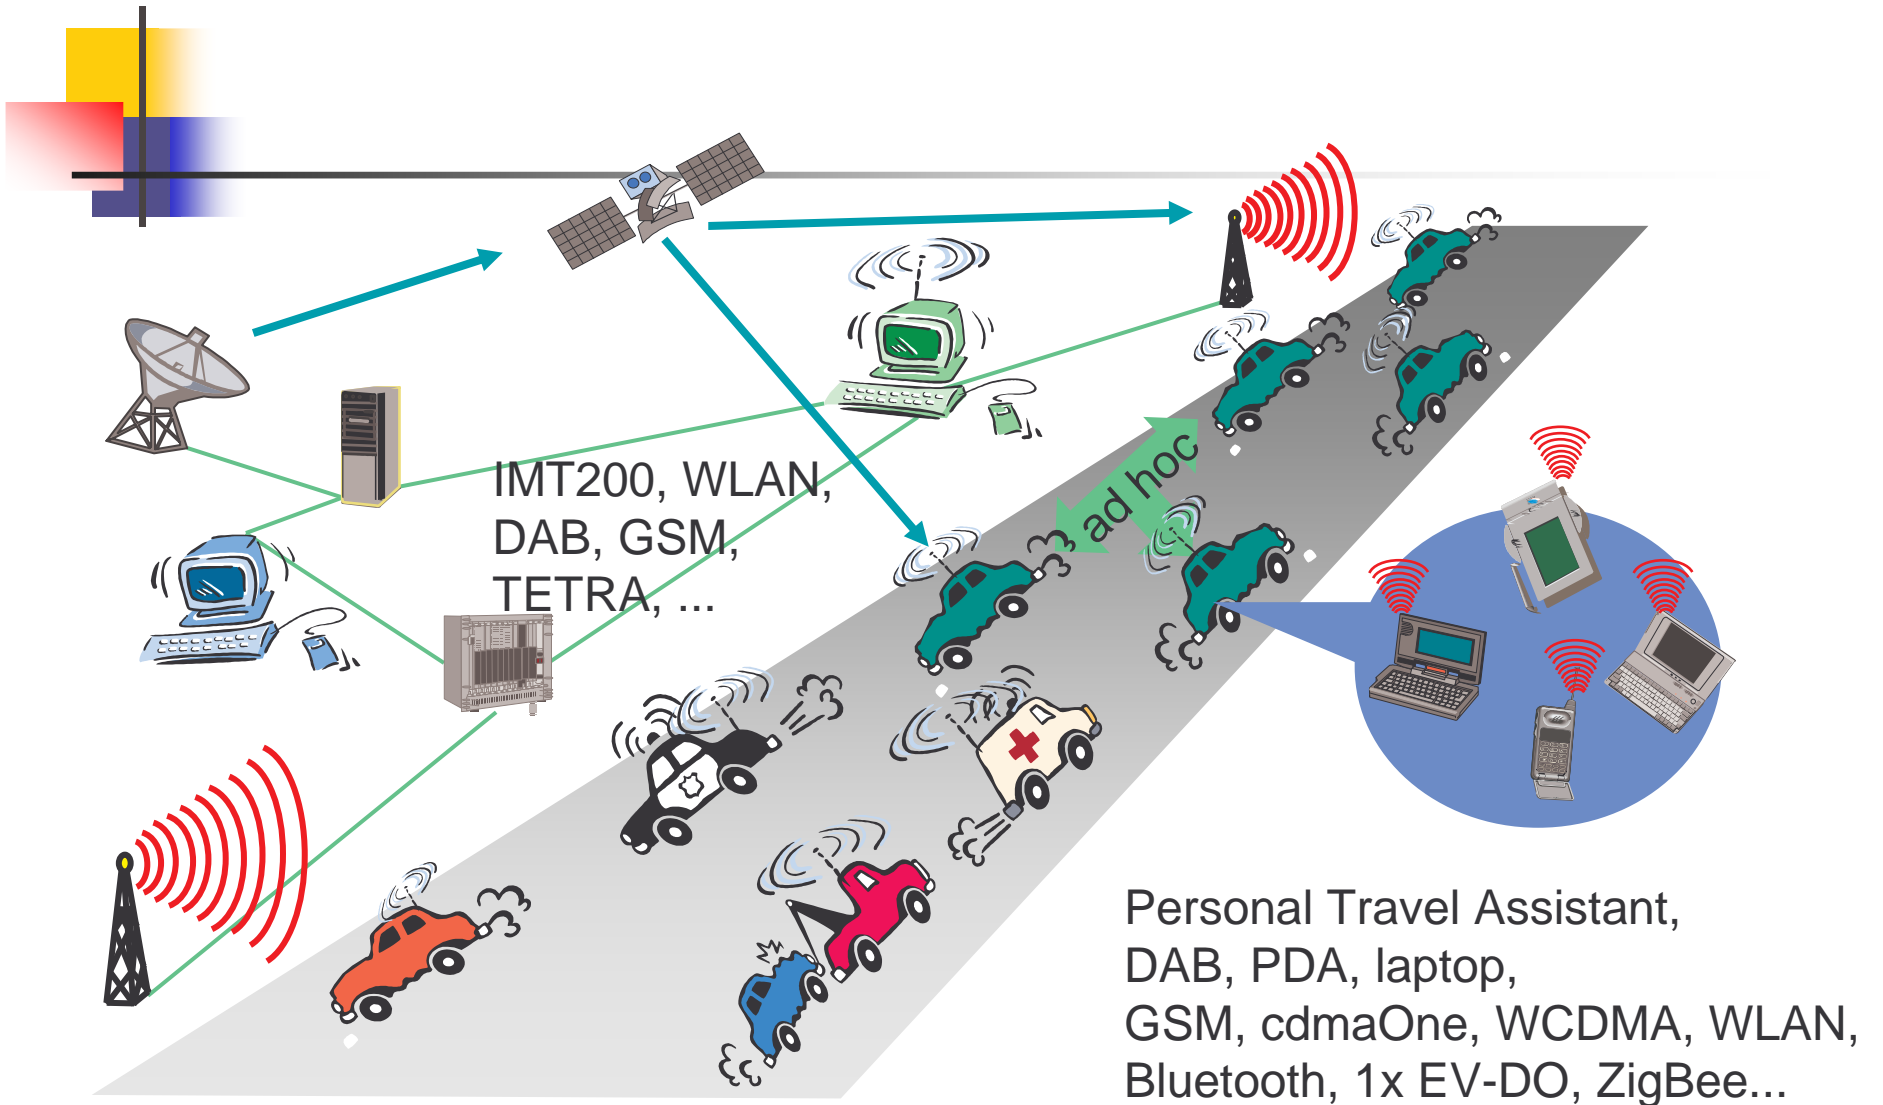 IMT200, WLAN,
DAB, GSM,
TETRA, ...
ad hoc
Personal Travel Assistant,
DAB, PDA, laptop,
GSM, cdmaOne, WCDMA, WLAN,
Bluetooth, 1x EV-DO, ZigBee...